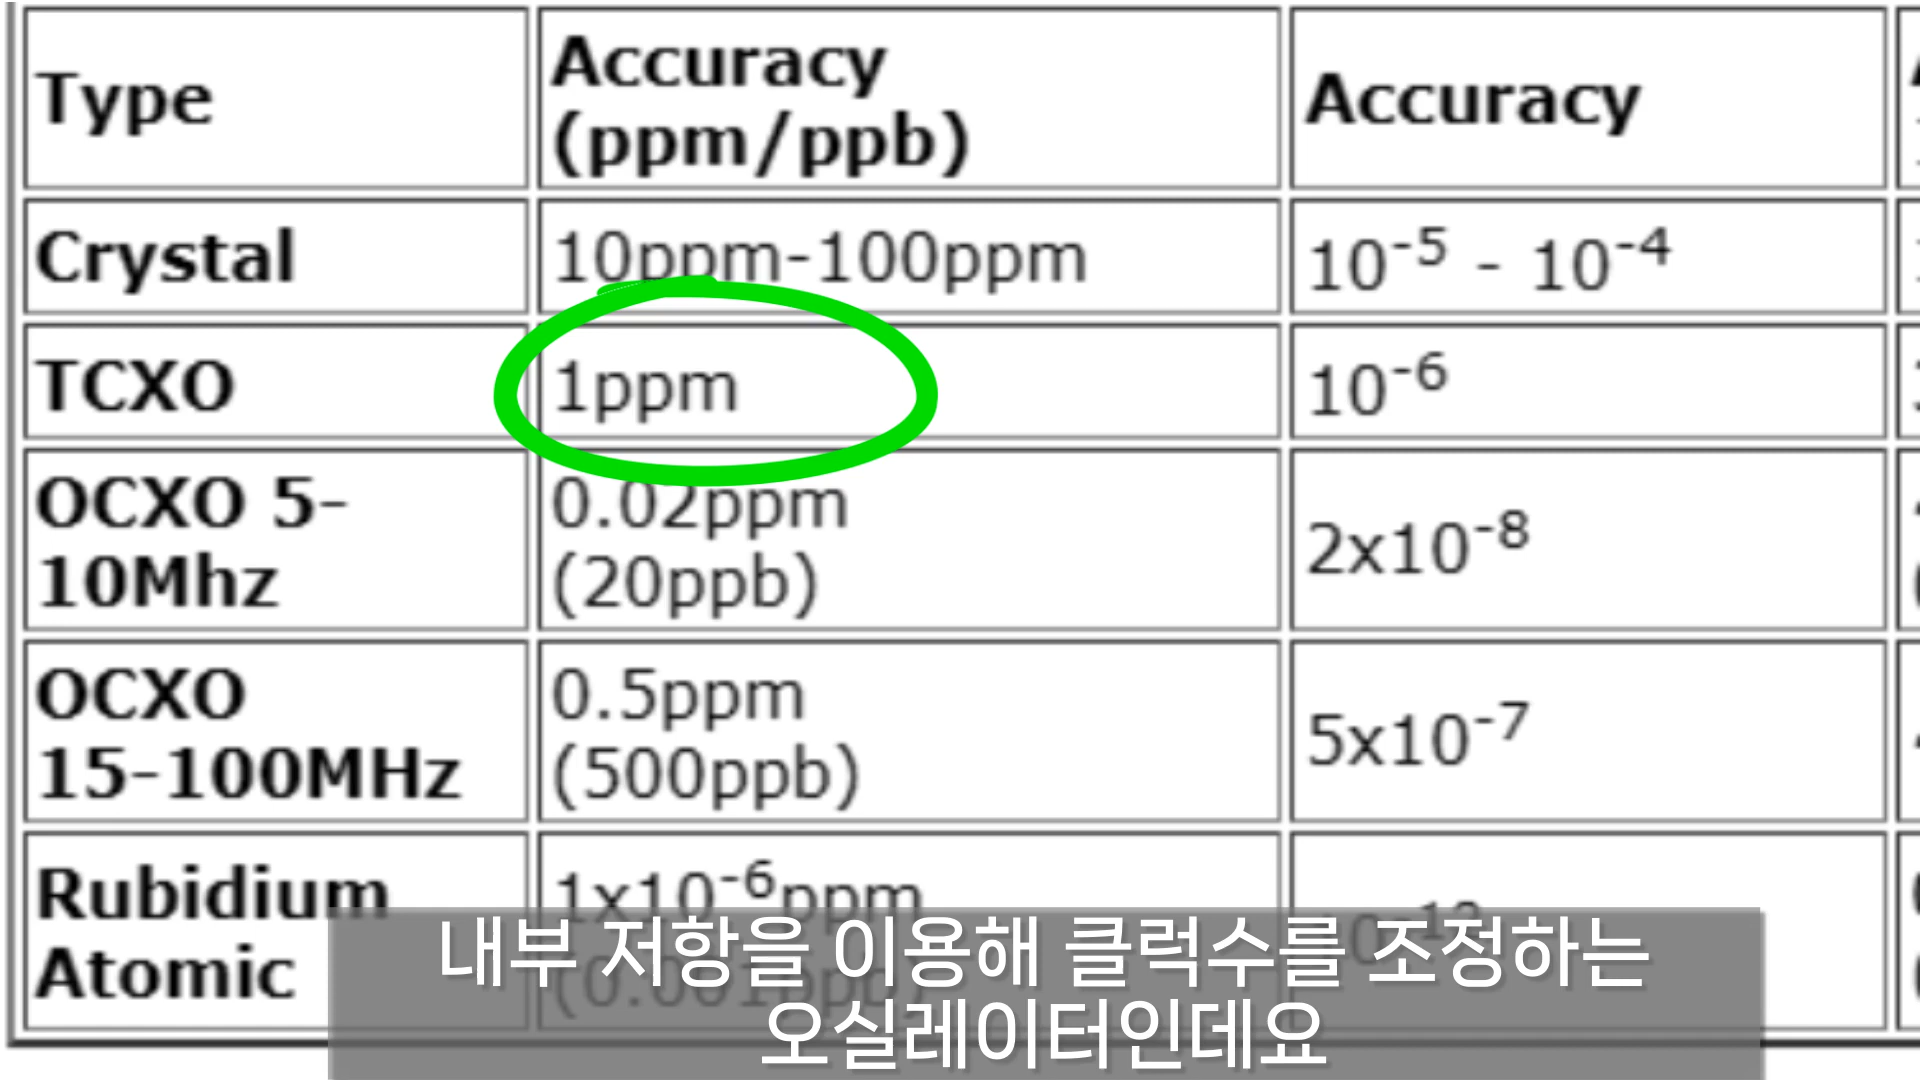 Type
Accuracy
(ppm/ppb)
Accuracy
Crystal
10ppm-100ppm
10⁻⁵ - 10⁻⁴
TCXO
1ppm
10⁻⁶
OCXO 5-
10Mhz
0.02ppm
(20ppb)
2x10⁻⁸
OCXO
15-100MHz
0.5ppm
(500ppb)
5x10⁻⁷
Rubidium
Atomic
1x10⁻⁶ppm
내부 저항을 이용해 클럭수를 조정하는
오실레이터인데요